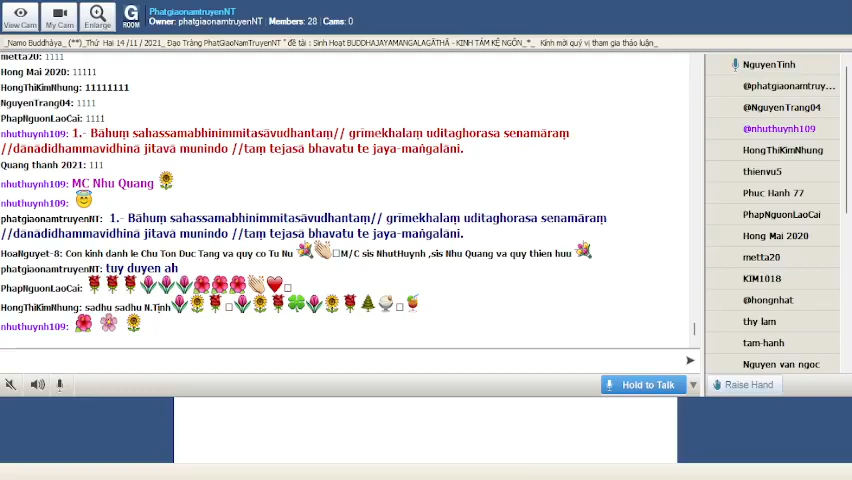 PhatgiaonamtruyenNT
Owner: phatgiaonamtruyenNT | Members: 28 | Cams: 0
View Cam
My Cam
Enlarge
G
ROOM
_Namo Buddhàya_ (**)_Thứ Hai 14 /11 / 2021_ Đạo Tràng PhatGiaoNamTruyenNT " đề tài : Sinh Hoạt BUDDHAJAYAMANGALAGĀTHĀ - KINH TÁM KỆ NGÔN_*_ Kính mời quý vị tham gia thảo luận_
metta20: 1111
Hong Mai 2020: 11111
HongThiKimNhung: 11111111
NguyenTrang04: 1111
PhapNguonLaoCai: 1111
nhuthuynh109: 1.- Bāhuṃ sahassamabhinimmitasāvudhantaṃ// grīmekhalaṃ uditaghorasa senamāraṃ
//dānādidhammavidhinā jitavā munindo //taṃ tejasā bhavatu te jaya-maṅgalāni.
Quang thanh 2021: 111
nhuthuynh109: MC Nhu Quang
nhuthuynh109:
phatgiaonamtruyenNT: 1.- Bāhuṃ sahassamabhinimmitasāvudhantaṃ// grīmekhalaṃ uditaghorasa senamāraṃ
//dānādidhammavidhinā jitavā munindo //taṃ tejasā bhavatu te jaya-maṅgalāni.
HoaNguyet-8: Con kinh danh le Chu Ton Duc Tang va quy co Tu Nu M/C sis NhutHuynh ,sis Nhu Quang va quy thien huu
phatgiaonamtruyenNT: tuy duyen ah
PhapNguonLaoCai:
HongThiKimNhung: sadhu sadhu N.Tịnh
nhuthuynh109:
Hold to Talk
NguyenTinh
@phatgiaonamtruy...
@NguyenTrang04
@nhuthuynh109
HongThiKimNhung
thienvu5
Phuc Hanh 77
PhapNguonLaoCai
Hong Mai 2020
metta20
KIM1018
@hongnhat
thy lam
tam-hanh
Nguyen van ngoc
Raise Hand